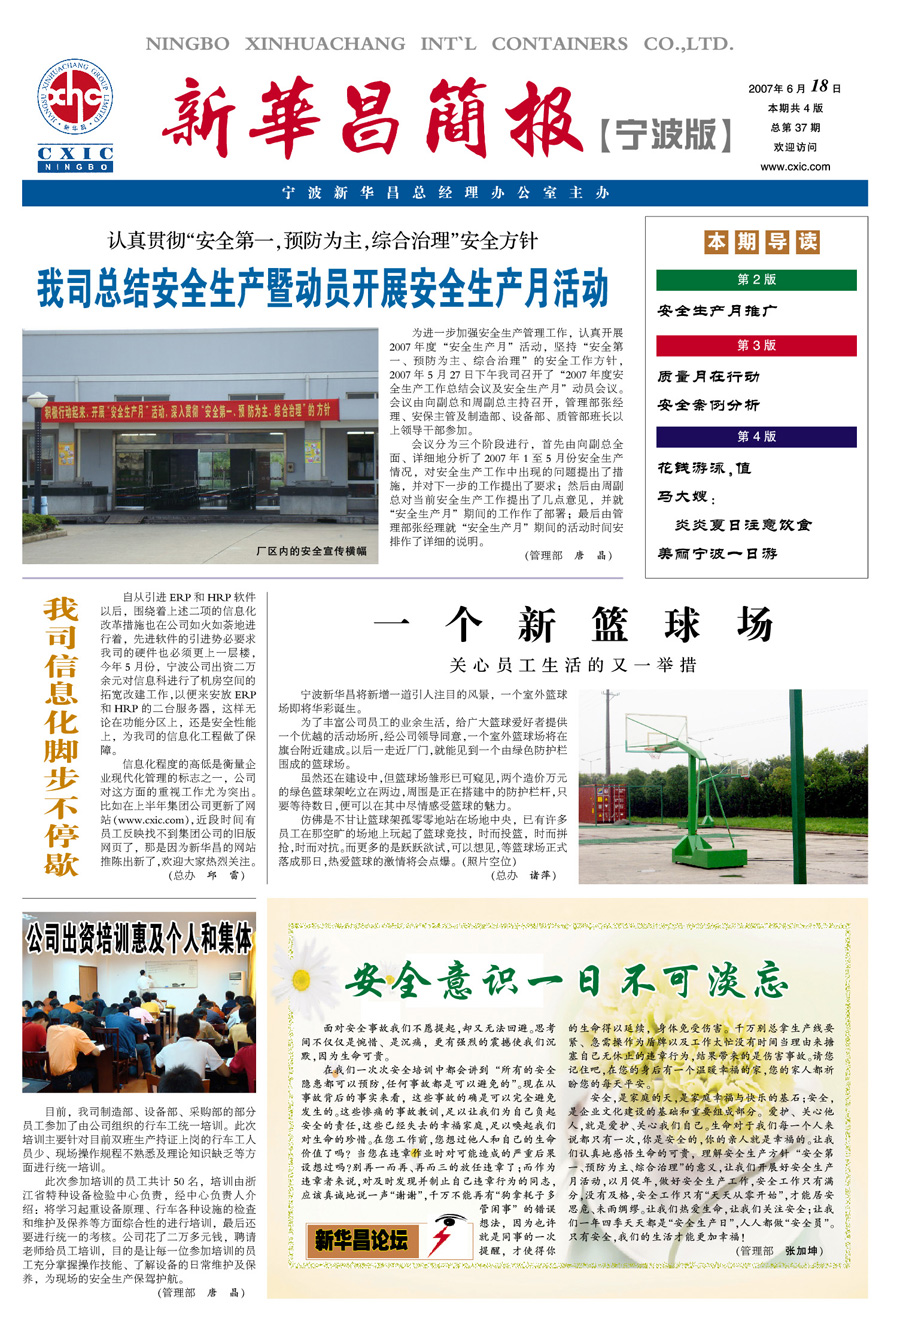 NINGBO XINHUACHANG INT`L CONTAINERS CO.,LTD.
JIANGSU XINHUACHANG GROUP LIMITED
xhc
新华昌
CXIC
NINGBO
新華昌簡报【宁波版】
2007年6月18日
本期共4版
总第37期
欢迎访问
www.cxic.com
宁波新华昌总经理办公室主办
认真贯彻“安全第一,预防为主,综合治理”安全方针
我司总结安全生产暨动员开展安全生产月活动
积极行动起来，开展“安全生产月”活动，深入贯彻“安全第一、预防为主、综合治理”的方针
厂区内的安全宣传横幅
为进一步加强安全生产管理工作，认真开展
2007年度“安全生产月”活动，坚持“安全第
一、预防为主、综合治理”的安全工作方针，
2007年5月27日下午我司召开了“2007年度安
全生产工作总结会议及安全生产月”动员会议。
会议由向副总和周副总主持召开，管理部张经
理、安保主管及制造部、设备部、质管部班长以
上领导干部参加。
会议分为三个阶段进行，首先由向副总全
面、详细地分析了2007年1至5月份安全生产
情况，对安全生产工作中出现的问题提出了措
施，并对下一步的工作提出了要求；然后由周副
总对当前安全生产工作提出了几点意见，并就
“安全生产月”期间的工作作了部署；最后由管
理部张经理就“安全生产月”期间的活动时间安
排作了详细的说明。
(管理部 唐 晶)
本期导读
第2版
安全生产月推广
第3版
质量月在行动
安全案例分析
第4版
花钱游泳,值
马大嫂：
炎炎夏日注意饮食
美丽宁波一日游
我司信息化脚步不停歇
自从引进ERP和HRP软件
以后，围绕着上述二项的信息化
改革措施也在公司如火如荼地进
行着，先进软件的引进势必要求
我司的硬件也必须更上一层楼，
今年5月份，宁波公司出资二万
余元对信息科进行了机房空间的
拓宽改建工作,以便来安放ERP
和HRP的二台服务器，这样无
论在功能分区上，还是安全性能
上，为我司的信息化工程做了保
障。
信息化程度的高低是衡量企
业现代化管理的标志之一，公司
对这方面的重视工作尤为突出。
比如在上半年集团公司更新了网
站(www.cxic.com),近段时间有
员工反映找不到集团公司的旧版
网页了，那是因为新华昌的网站
推陈出新了,欢迎大家热烈关注。
(总办 邱 雷)
一个新篮球场
关心员工生活的又一举措
宁波新华昌将新增一道引人注目的风景，一个室外篮球
场即将华彩诞生。
为了丰富公司员工的业余生活，给广大篮球爱好者提供
一个优越的活动场所,经公司领导同意,一个室外篮球场将在
旗台附近建成。以后一走近厂门,就能见到一个由绿色防护栏
围成的篮球场。
虽然还在建设中,但篮球场雏形已可窥见,两个造价万元
的绿色篮球架屹立在两边,周围是正在搭建中的防护栏杆,只
要等待数日,便可以在其中尽情感受篮球的魅力。
仿佛是不甘让篮球架孤零零地站在场地中央，已有许多
员工在那空旷的场地上玩起了篮球竞技，时而投篮，时而拼
抢,时而对抗。而更多的是跃跃欲试,可以想见,等篮球场正式
落成那日,热爱篮球的激情将会点爆。(照片空位)
(总办 诸萍)
公司出资培训惠及个人和集体
目前，我司制造部、设备部、采购部的部分
员工参加了由公司组织的行车工统一培训。此次
培训主要针对目前双班生产持证上岗的行车工人
员少、现场操作规程不熟悉及理论知识缺乏等方
面进行统一培训。
此次参加培训的员工共计50名，培训由浙
江省特种设备检验中心负责，经中心负责人介
绍；将学习起重设备原理、行车各种设施的检查
和维护及保养等方面综合性的进行培训，最后还
要进行统一的考核。公司花了二万多元钱，聘请
老师给员工培训，目的是让每一位参加培训的员
工充分掌握操作技能、了解设备的日常维护及保
养，为现场的安全生产保驾护航。
(管理部 唐 晶)
安全意识一日不可淡忘
面对安全事故我们不愿提起,却又无法回避。思考
间不仅仅是惋惜、是沉痛，更有强烈的震撼使我们沉
默,因为生命可贵。
在我们一次次安全培训中都会讲到“所有的安全
隐患都可以预防,任何事故都是可以避免的”。现在从
事故背后的事实来看，这些事故的确是可以完全避免
发生的。这些惨痛的事故教训,足以让我们为自己负起
安全的责任,这些已经失去的幸福家庭,足以唤起我们
对生命的珍惜。在您工作前,您想过他人和自己的生命
价值了吗？当您在违章作业时对可能造成的严重后果
设想过吗?别再一而再、再而三的放任违章了;而作为
违章者来说,对及时发现并制止自己违章行为的同志,
应该真诚地说一声“谢谢”,千万不能再有“狗拿耗子多
管闲事”的错误
想法，因为也许
就是同事的一次
提醒，才使得你
新华昌论坛
的生命得以延续，身体免受伤害。千万别总拿生产线要
紧、急需操作为盾牌以及工作太忙没有时间当理由来搪
塞自己无休止的违章行为,结果带来的是伤害事故。请您
记住吧,在您的身后有一个温暖幸福的家,您的家人都祈
盼您的每天平安。
安全,是家庭的天,是家庭幸福与快乐的基石;安全,
是企业文化建设的基础和重要组成部分。爱护、关心他
人,就是爱护、关心我们自己。生命对于我们每一个人来
说都只有一次,你是安全的,你的亲人就是幸福的。让我
们认真地感悟生命的可贵，理解安全生产方针“安全第
一、预防为主、综合治理”的意义,让我们开展好安全生产
月活动,以月促年,做好安全生产工作,安全工作只有满
分,没有及格,安全工作只有“天天从零开始”,才能居安
思危、未雨绸缪。让我们热爱生命,让我们关注安全;让我
们一年四季天天都是“安全生产日”,人人都做“安全员”。
只有安全,我们的生活才能更加幸福！
(管理部 张加坤)